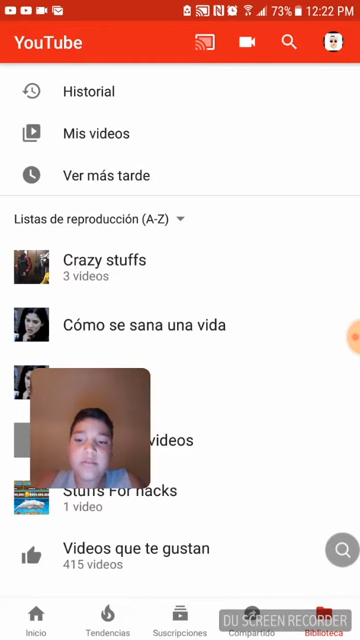 73% 12:22 PM
YouTube
Historial
Mis videos
Ver más tarde
Listas de reproducción (A-Z)
Crazy stuffs
3 videos
Cómo se sana una vida
videos
Stuffs For hacks
1 video
Videos que te gustan
415 videos
Inicio
Tendencias
Suscripciones
Compartido
Biblioteca
DU SCREEN RECORDER